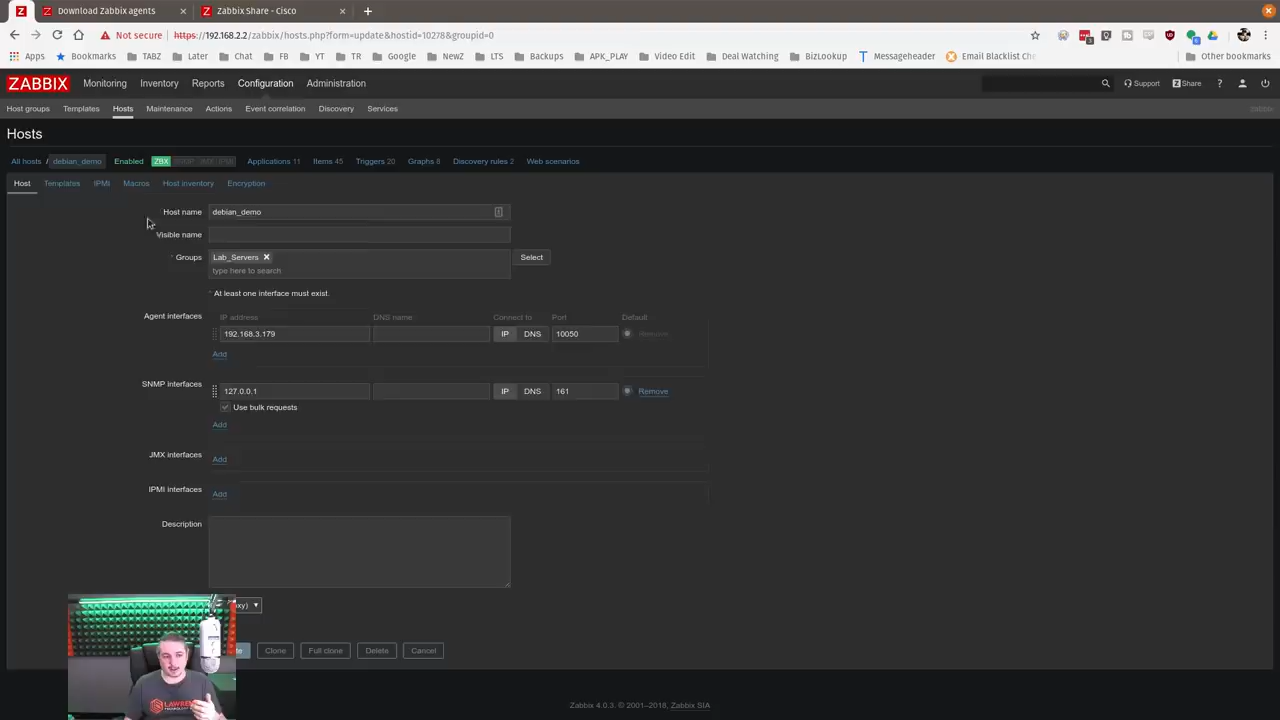 Download Zabbix agents
Zabbix Share - Cisco
Not secure https://192.168.2.2/zabbix/hosts.php?form=update&hostid=10278&groupid=0
Apps Bookmarks TABZ Later Chat FB YT TR Google NewZ LTS Backups APK_PLAY Video Edit Deal Watching BizLookup Messageheader Email Blacklist Che Other bookmarks
ZABBIX Monitoring Inventory Reports Configuration Administration Support Share ?
Host groups Templates Hosts Maintenance Actions Event correlation Discovery Services zabbix
Hosts
All hosts / debian_demo Enabled ZBX SNMP JMX IPMI Applications 11 Items 45 Triggers 20 Graphs 8 Discovery rules 2 Web scenarios
Host Templates IPMI Macros Host inventory Encryption
Host name debian_demo
Visible name
* Groups Lab_Servers Select
type here to search
* At least one interface must exist.
Agent interfaces IP address DNS name Connect to Port Default
192.168.3.179 IP DNS 10050 Remove
Add
SNMP interfaces 127.0.0.1 IP DNS 161 Remove
Use bulk requests
Add
JMX interfaces Add
IPMI interfaces Add
Description
xy)
te Clone Full clone Delete Cancel
Zabbix 4.0.3. © 2001–2018, Zabbix SIA